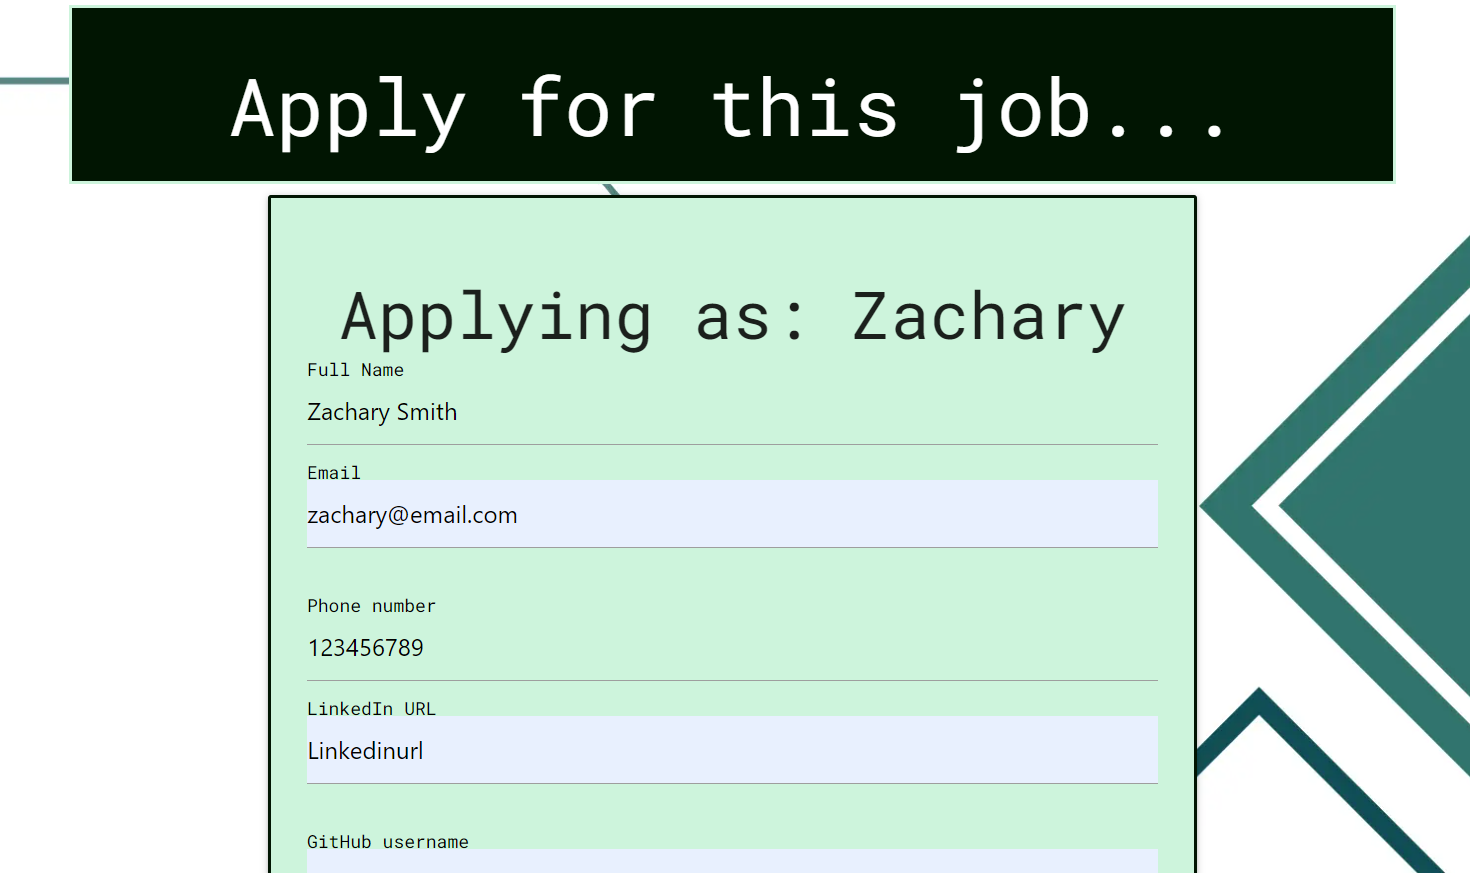 Apply for this job...
Applying as: Zachary
Full Name
Zachary Smith
Email
zachary@email.com
Phone number
123456789
LinkedIn URL
Linkedinurl
GitHub username